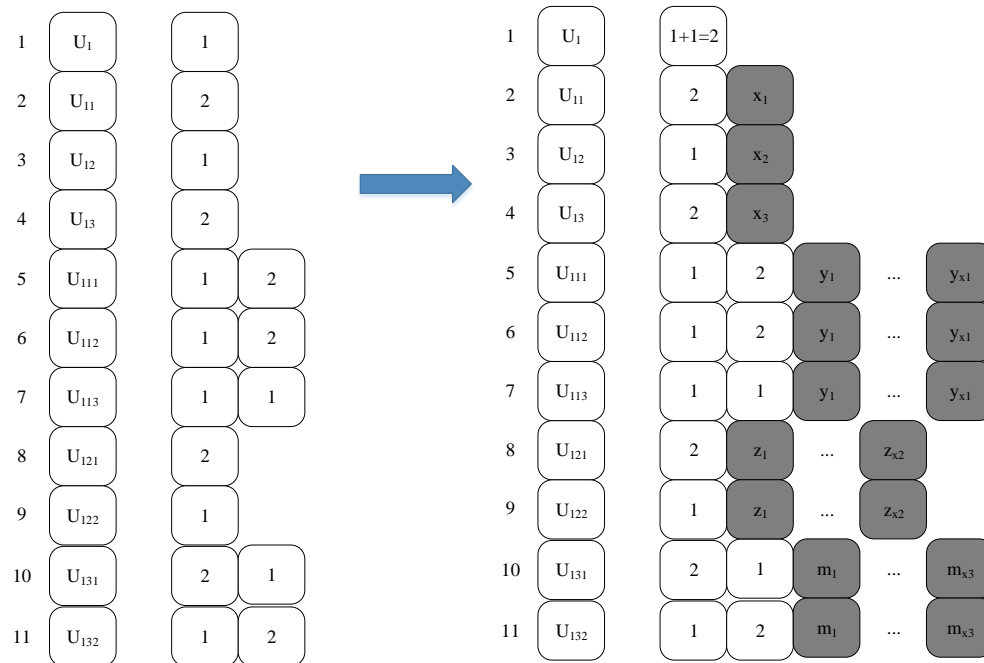 1 U₁ 1
2 U₁₁ 2
3 U₁₂ 1
4 U₁₃ 2
5 U₁₁₁ 1 2
6 U₁₁₂ 1 2
7 U₁₁₃ 1 1
8 U₁₂₁ 2
9 U₁₂₂ 1
10 U₁₃₁ 2 1
11 U₁₃₂ 1 2
1 U₁ 1+1=2
2 U₁₁ 2 x₁
3 U₁₂ 1 x₂
4 U₁₃ 2 x₃
5 U₁₁₁ 1 2 y₁ ... yₓ₁
6 U₁₁₂ 1 2 y₁ ... yₓ₁
7 U₁₁₃ 1 1 y₁ ... yₓ₁
8 U₁₂₁ 2 z₁ ... zₓ₂
9 U₁₂₂ 1 z₁ ... zₓ₂
10 U₁₃₁ 2 1 m₁ ... mₓ₃
11 U₁₃₂ 1 2 m₁ ... mₓ₃